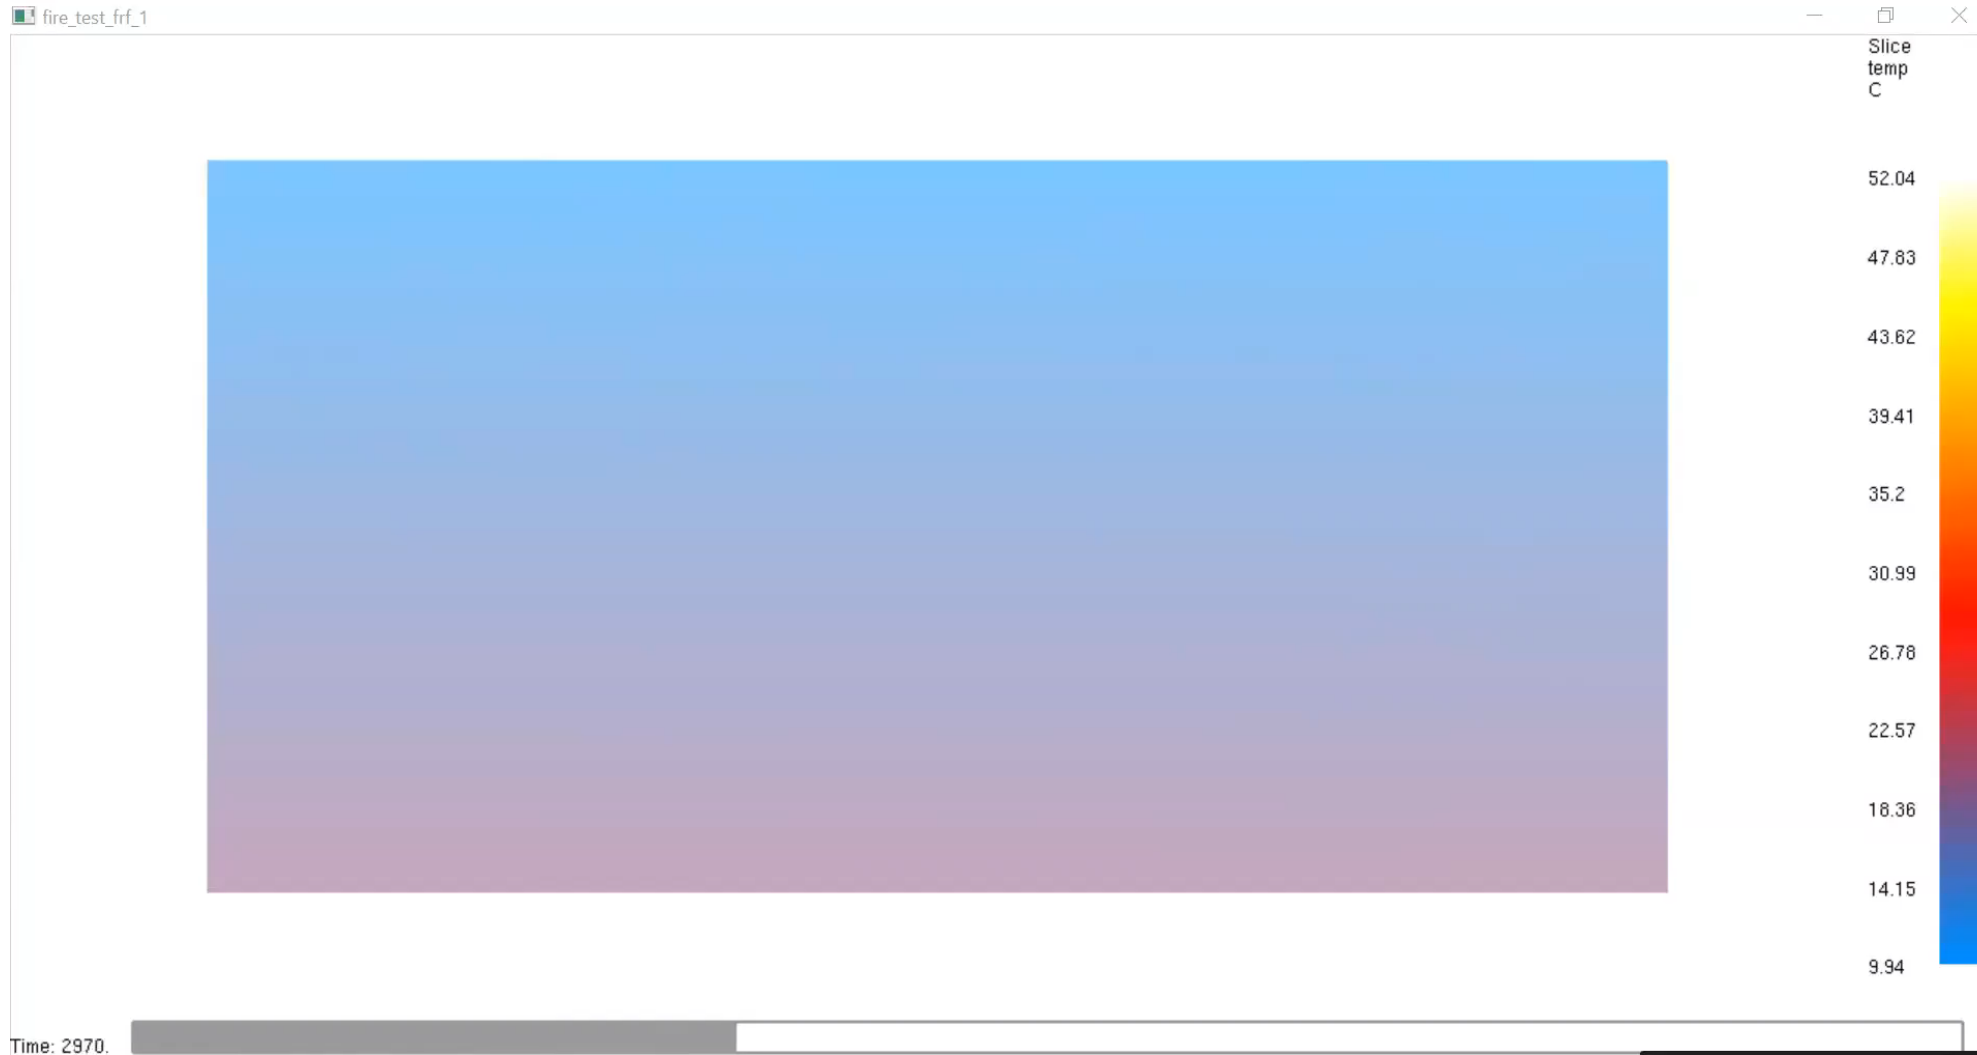 fire_test_frf_1
Slice
temp
C
52.04
47.83
43.62
39.41
35.2
30.99
26.78
22.57
18.36
14.15
9.94
Time: 2970.